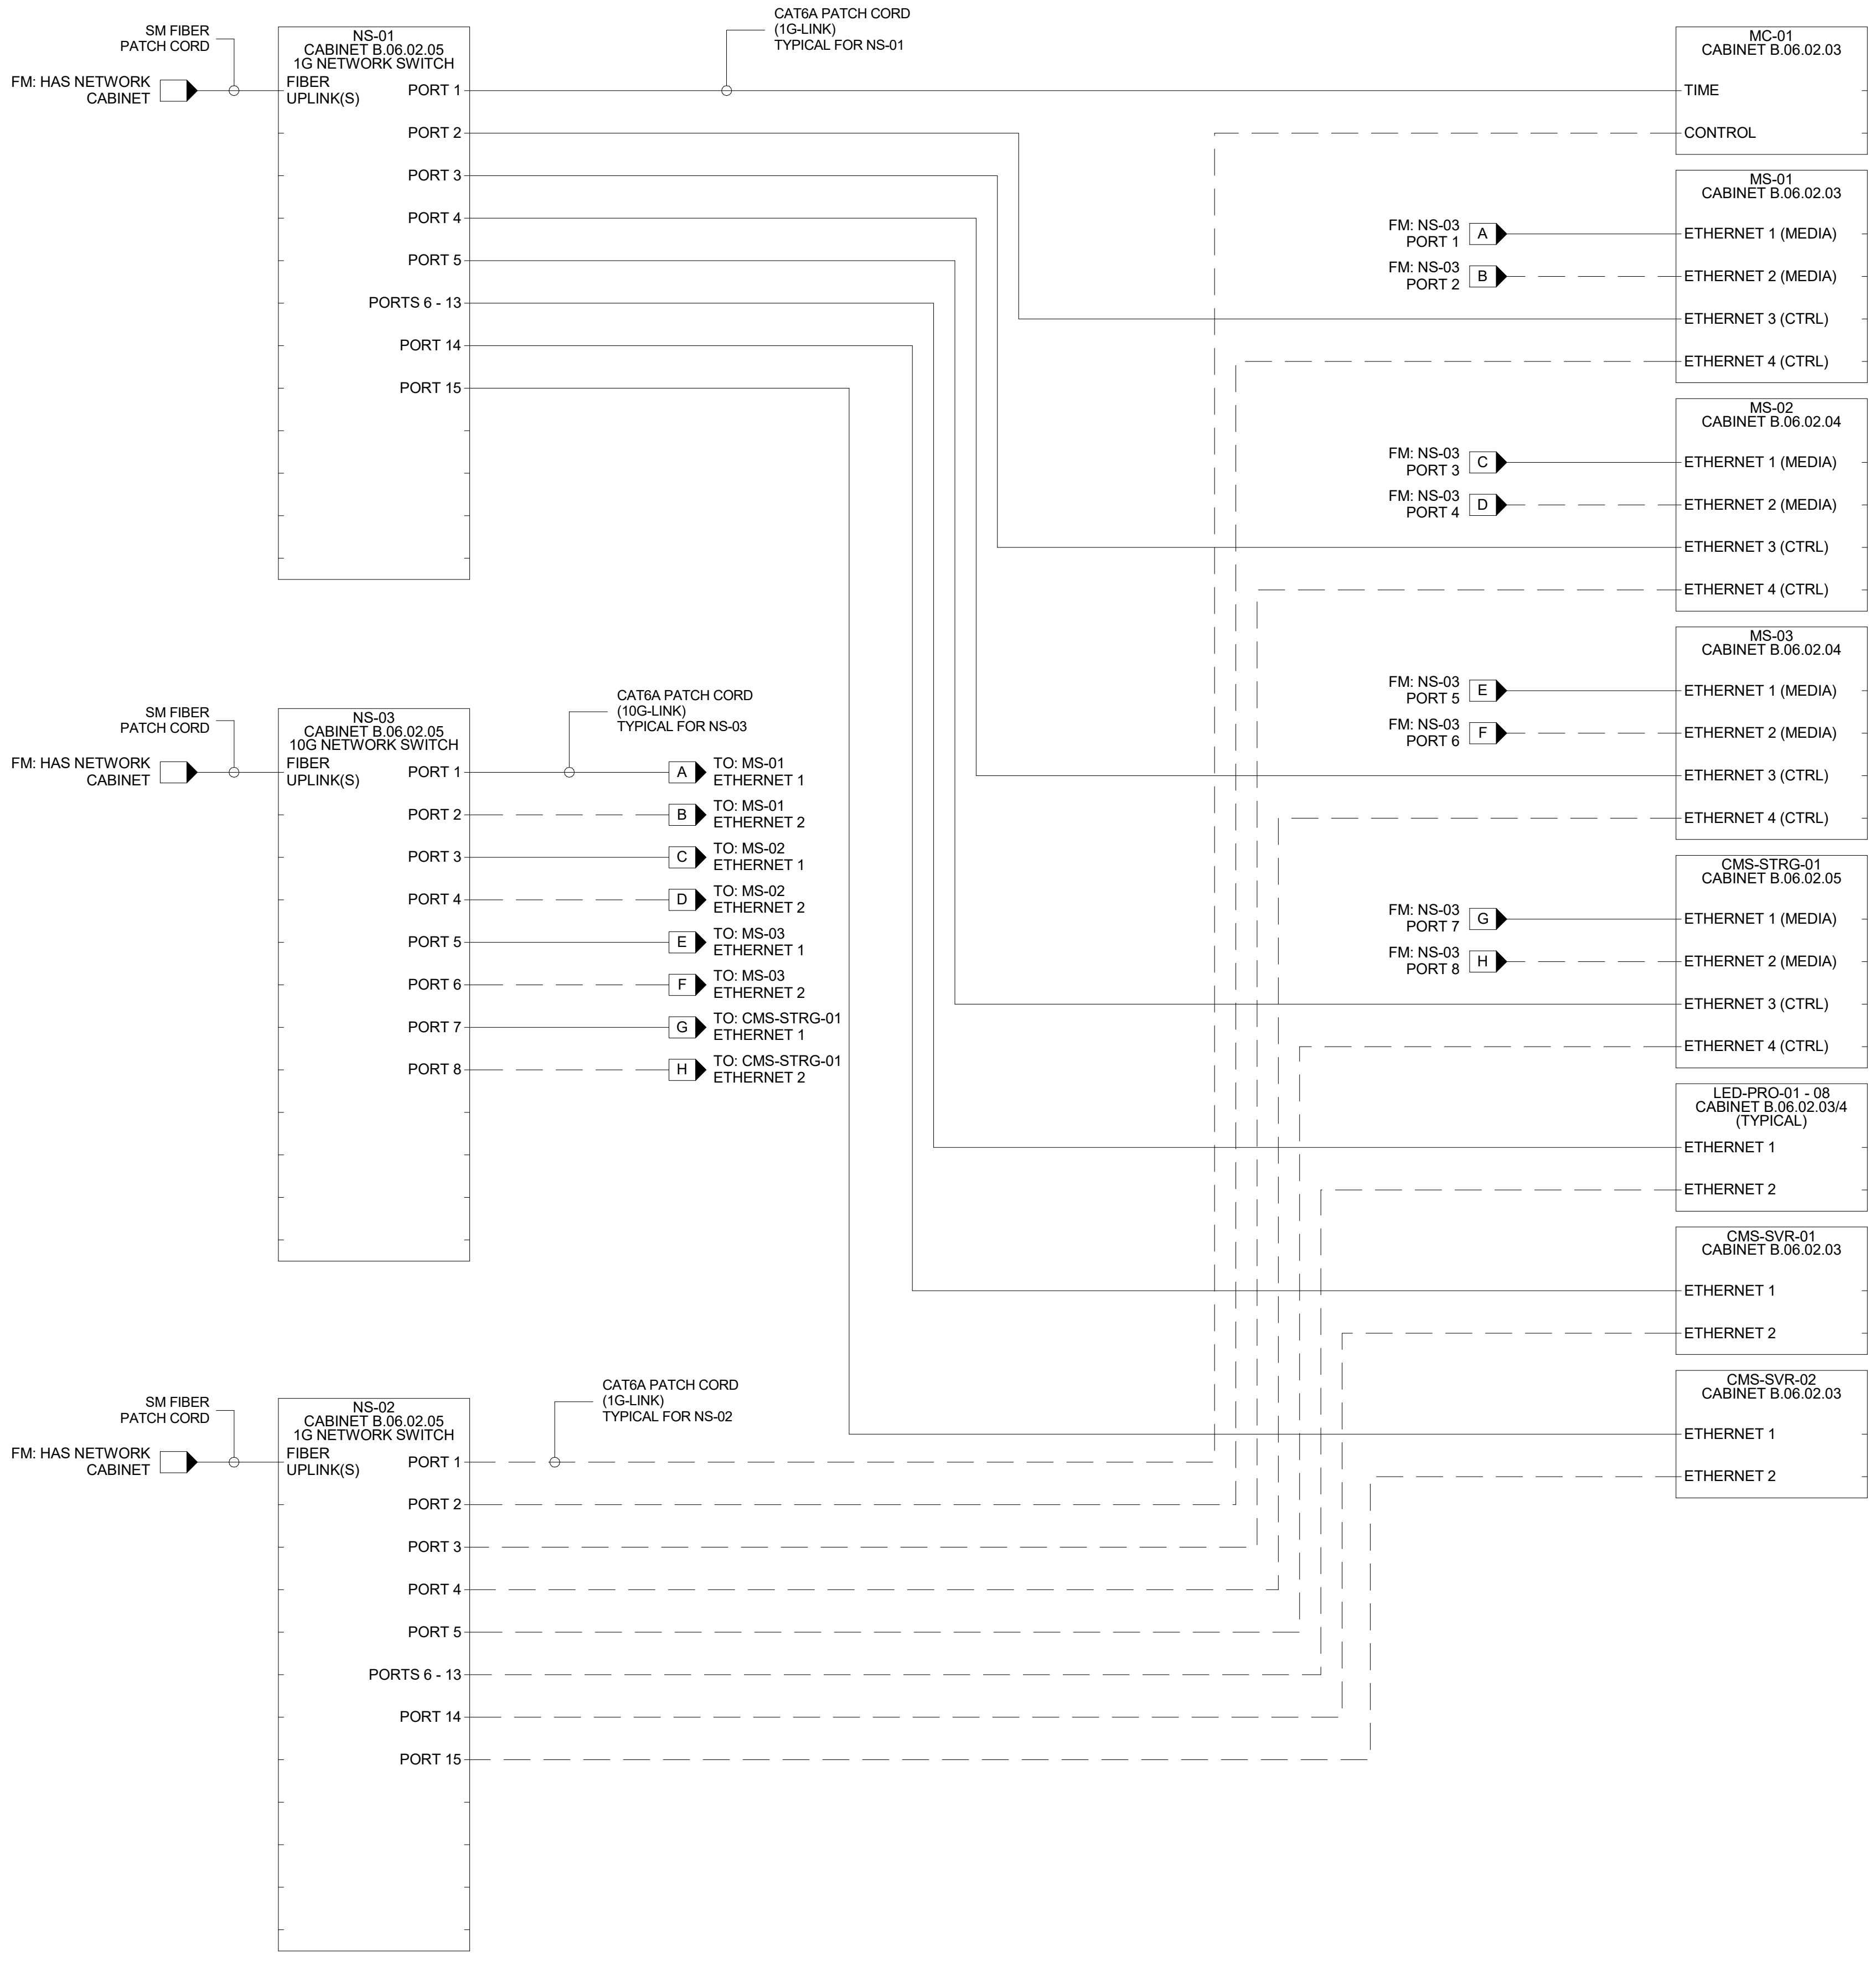 SM FIBER
PATCH CORD
FM: HAS NETWORK
CABINET
NS-01
CABINET B.06.02.05
1G NETWORK SWITCH
FIBER
UPLINK(S)
PORT 1
PORT 2
PORT 3
PORT 4
PORT 5
PORTS 6 - 13
PORT 14
PORT 15
CAT6A PATCH CORD
(1G-LINK)
TYPICAL FOR NS-01
SM FIBER
PATCH CORD
FM: HAS NETWORK
CABINET
NS-03
CABINET B.06.02.05
10G NETWORK SWITCH
FIBER
UPLINK(S)
PORT 1
PORT 2
PORT 3
PORT 4
PORT 5
PORT 6
PORT 7
PORT 8
CAT6A PATCH CORD
(10G-LINK)
TYPICAL FOR NS-03
A
TO: MS-01
ETHERNET 1
B
TO: MS-01
ETHERNET 2
C
TO: MS-02
ETHERNET 1
D
TO: MS-02
ETHERNET 2
E
TO: MS-03
ETHERNET 1
F
TO: MS-03
ETHERNET 2
G
TO: CMS-STRG-01
ETHERNET 1
H
TO: CMS-STRG-01
ETHERNET 2
SM FIBER
PATCH CORD
FM: HAS NETWORK
CABINET
NS-02
CABINET B.06.02.05
1G NETWORK SWITCH
FIBER
UPLINK(S)
PORT 1
PORT 2
PORT 3
PORT 4
PORT 5
PORTS 6 - 13
PORT 14
PORT 15
CAT6A PATCH CORD
(1G-LINK)
TYPICAL FOR NS-02
MC-01
CABINET B.06.02.03
TIME
CONTROL
MS-01
CABINET B.06.02.03
FM: NS-03
PORT 1
A
ETHERNET 1 (MEDIA)
FM: NS-03
PORT 2
B
ETHERNET 2 (MEDIA)
ETHERNET 3 (CTRL)
ETHERNET 4 (CTRL)
MS-02
CABINET B.06.02.04
FM: NS-03
PORT 3
C
ETHERNET 1 (MEDIA)
FM: NS-03
PORT 4
D
ETHERNET 2 (MEDIA)
ETHERNET 3 (CTRL)
ETHERNET 4 (CTRL)
MS-03
CABINET B.06.02.04
FM: NS-03
PORT 5
E
ETHERNET 1 (MEDIA)
FM: NS-03
PORT 6
F
ETHERNET 2 (MEDIA)
ETHERNET 3 (CTRL)
ETHERNET 4 (CTRL)
CMS-STRG-01
CABINET B.06.02.05
FM: NS-03
PORT 7
G
ETHERNET 1 (MEDIA)
FM: NS-03
PORT 8
H
ETHERNET 2 (MEDIA)
ETHERNET 3 (CTRL)
ETHERNET 4 (CTRL)
LED-PRO-01 - 08
CABINET B.06.02.03/4
(TYPICAL)
ETHERNET 1
ETHERNET 2
CMS-SVR-01
CABINET B.06.02.03
ETHERNET 1
ETHERNET 2
CMS-SVR-02
CABINET B.06.02.03
ETHERNET 1
ETHERNET 2